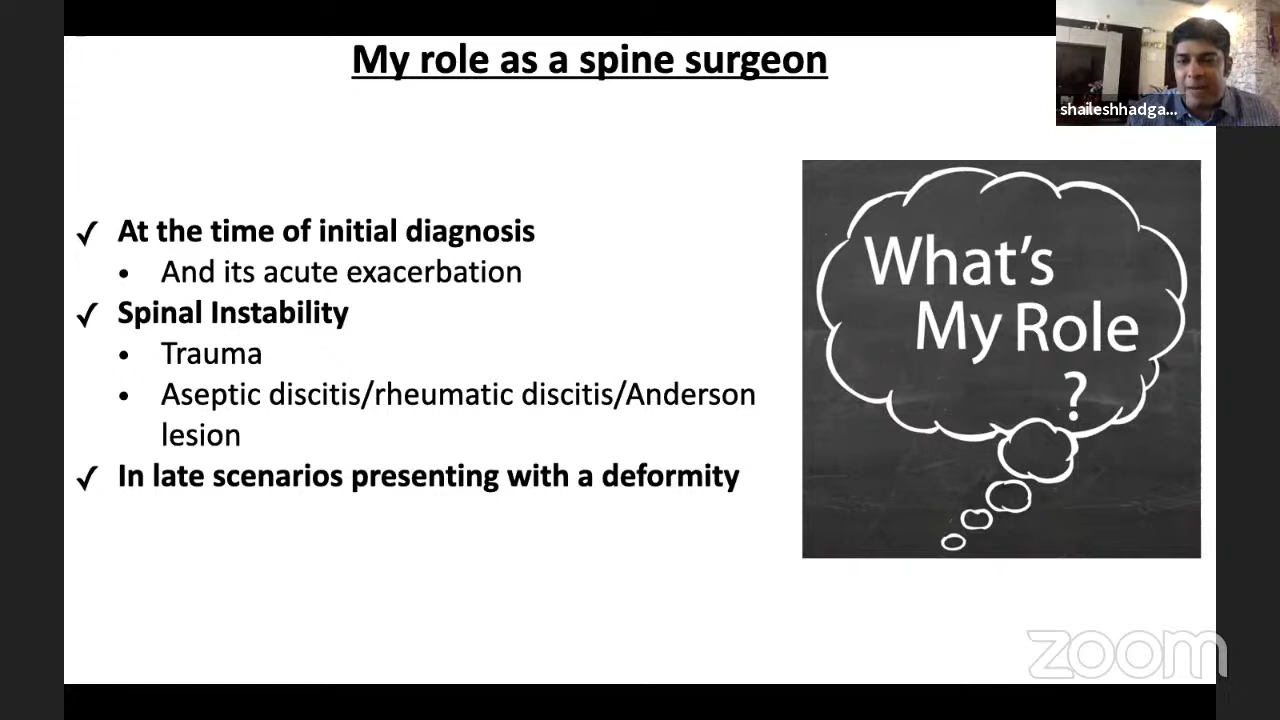 My role as a spine surgeon
shaileshhadga...
✓ At the time of initial diagnosis
• And its acute exacerbation
✓ Spinal Instability
• Trauma
• Aseptic discitis/rheumatic discitis/Anderson
lesion
✓ In late scenarios presenting with a deformity
What's
My Role
?
zoom